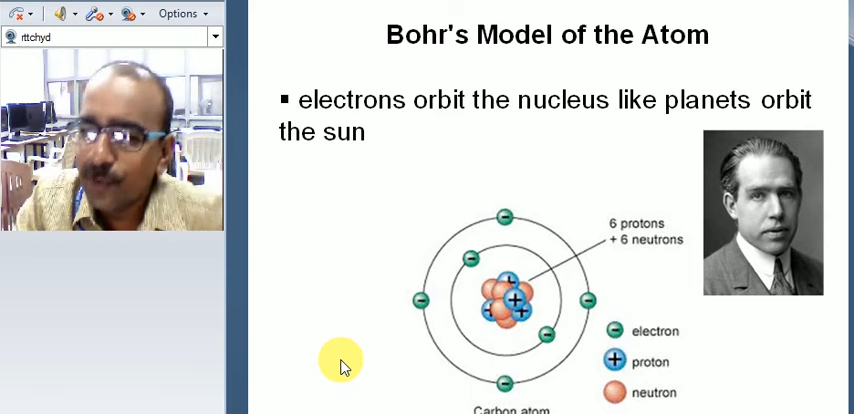 Options
rttchyd
Bohr's Model of the Atom
▪ electrons orbit the nucleus like planets orbit
the sun
6 protons
+ 6 neutrons
electron
proton
neutron
Carbon atom